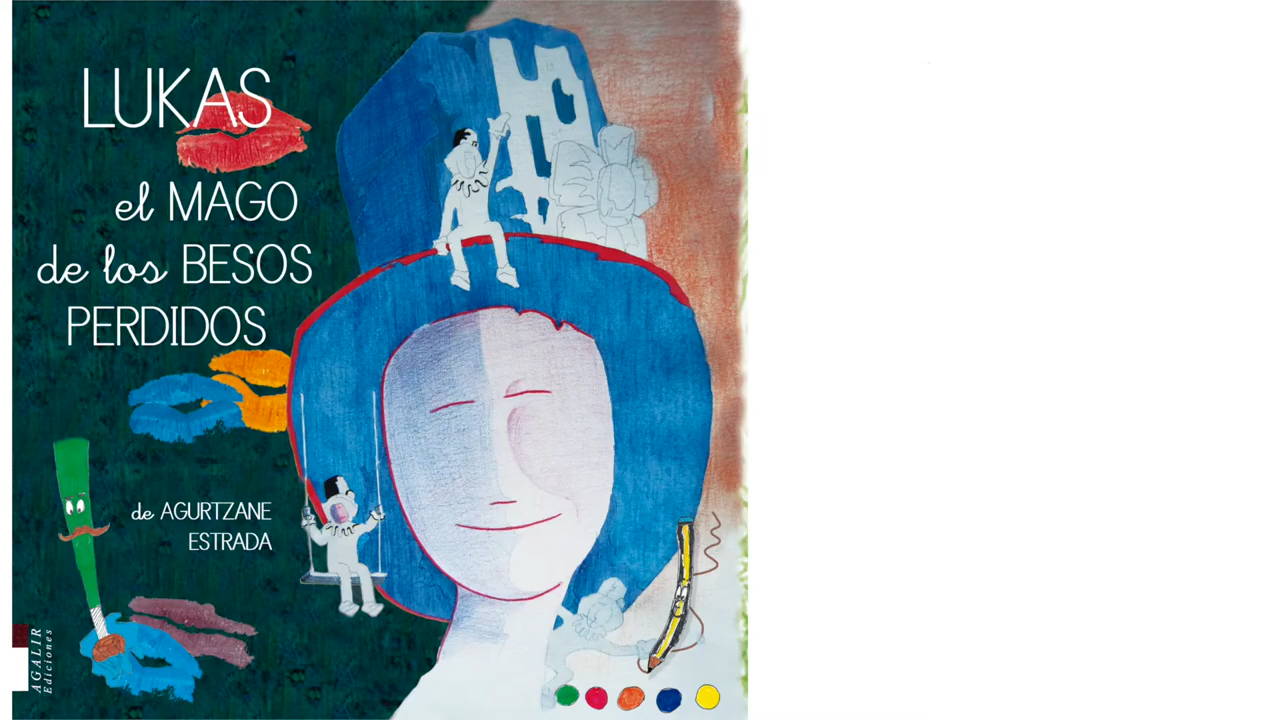 LUKAS
el MAGO
de los BESOS
PERDIDOS
de AGURTZANE
ESTRADA
AGALIR
Ediciones